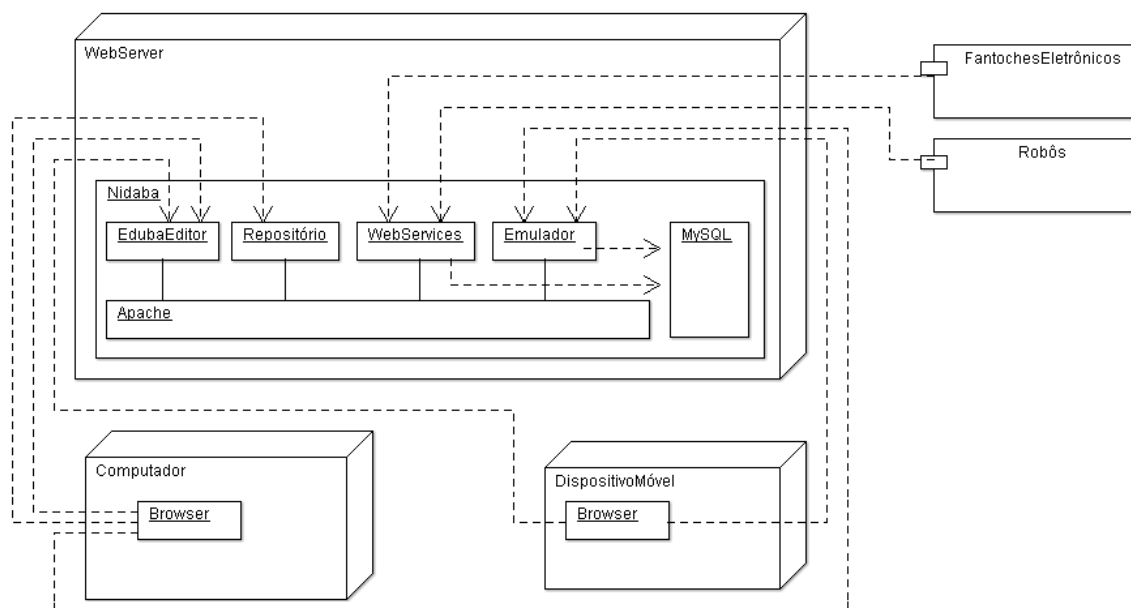 WebServer
FantochesEletrônicos
Robôs
Nidaba
EdubaEditor
Repositório
WebServices
Emulador
MySQL
Apache
Computador
Browser
DispositivoMóvel
Browser